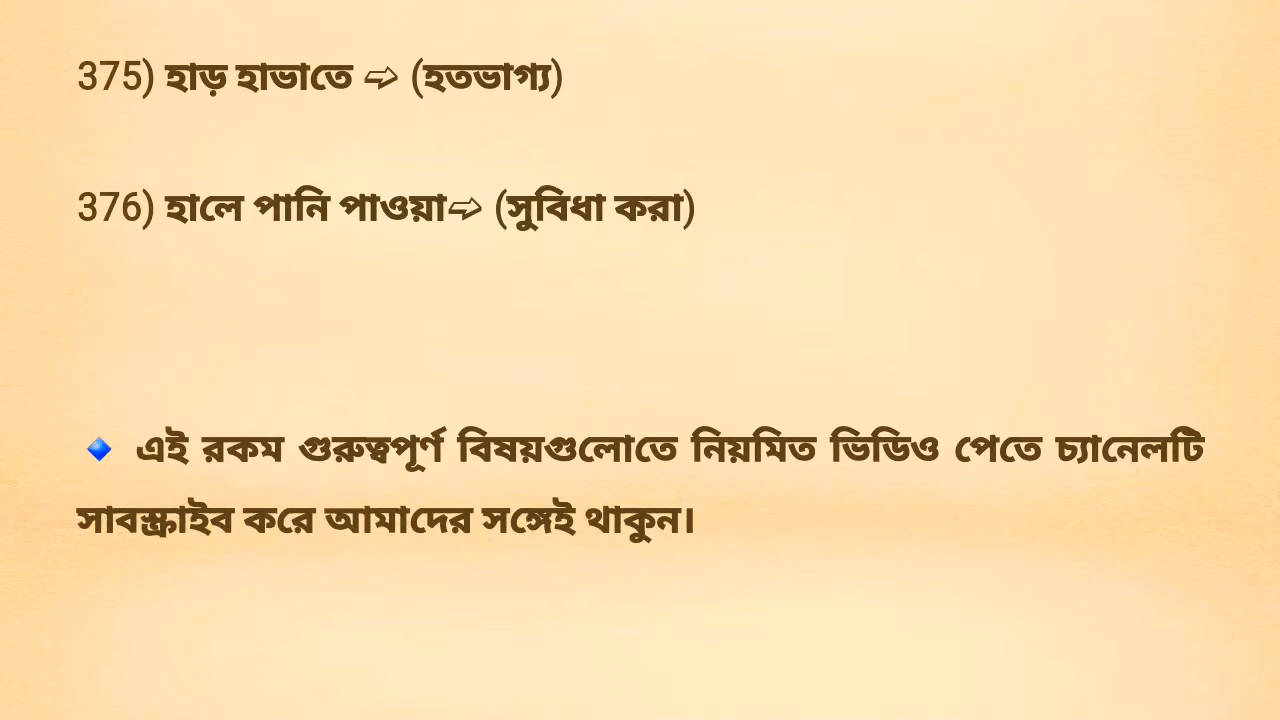 375) হাড় হাভাতে ➩ (হতভাগ্য)
376) হালে পানি পাওয়া➩ (সুবিধা করা)
🔹 এই রকম গুরুত্বপূর্ণ বিষয়গুলোতে নিয়মিত ভিডিও পেতে চ্যানেলটি
সাবস্ক্রাইব করে আমাদের সঙ্গেই থাকুন।